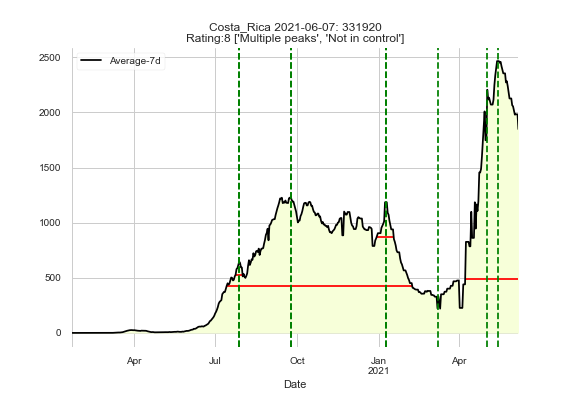 Costa_Rica 2021-06-07: 331920
Rating:8 ['Multiple peaks', 'Not in control']
Average-7d
2500
2000
1500
1000
500
0
Apr
Jul
Oct
Jan
2021
Apr
Date